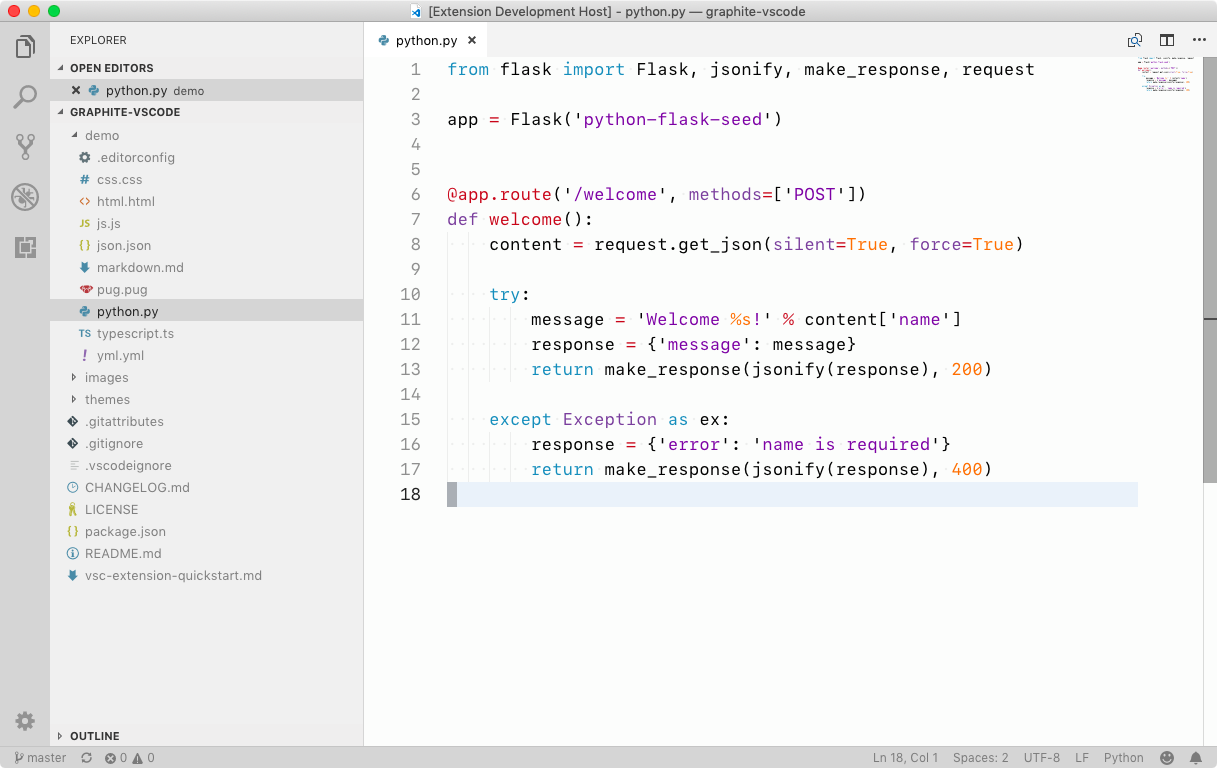 [Extension Development Host] - python.py — graphite-vscode
EXPLORER
OPEN EDITORS
python.py demo
GRAPHITE-VSCODE
demo
.editorconfig
# css.css
<> html.html
JS js.js
{} json.json
markdown.md
pug.pug
python.py
TS typescript.ts
! yml.yml
images
themes
.gitattributes
.gitignore
.vscodeignore
CHANGELOG.md
LICENSE
{} package.json
README.md
vsc-extension-quickstart.md
OUTLINE
python.py ×
1 from flask import Flask, jsonify, make_response, request
2
3 app = Flask('python-flask-seed')
4
5
6 @app.route('/welcome', methods=['POST'])
7 def welcome():
8     content = request.get_json(silent=True, force=True)
9
10     try:
11         message = 'Welcome %s!' % content['name']
12         response = {'message': message}
13         return make_response(jsonify(response), 200)
14
15     except Exception as ex:
16         response = {'error': 'name is required'}
17         return make_response(jsonify(response), 400)
18
master 0 0 Ln 18, Col 1 Spaces: 2 UTF-8 LF Python